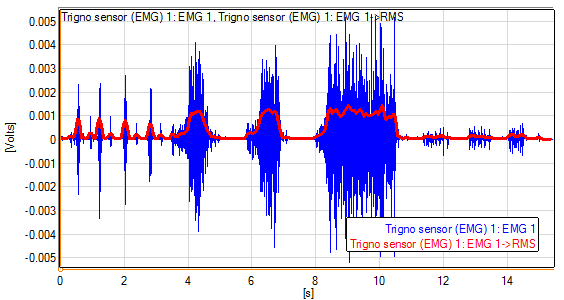 Trigno sensor (EMG) 1: EMG 1, Trigno sensor (EMG) 1: EMG 1->RMS
0.005
0.004
0.003
0.002
0.001
0
-0.001
-0.002
-0.003
-0.004
-0.005
[Volts]
Trigno sensor (EMG) 1: EMG 1
Trigno sensor (EMG) 1: EMG 1->RMS
0 2 4 6 8 10 12 14
[s]